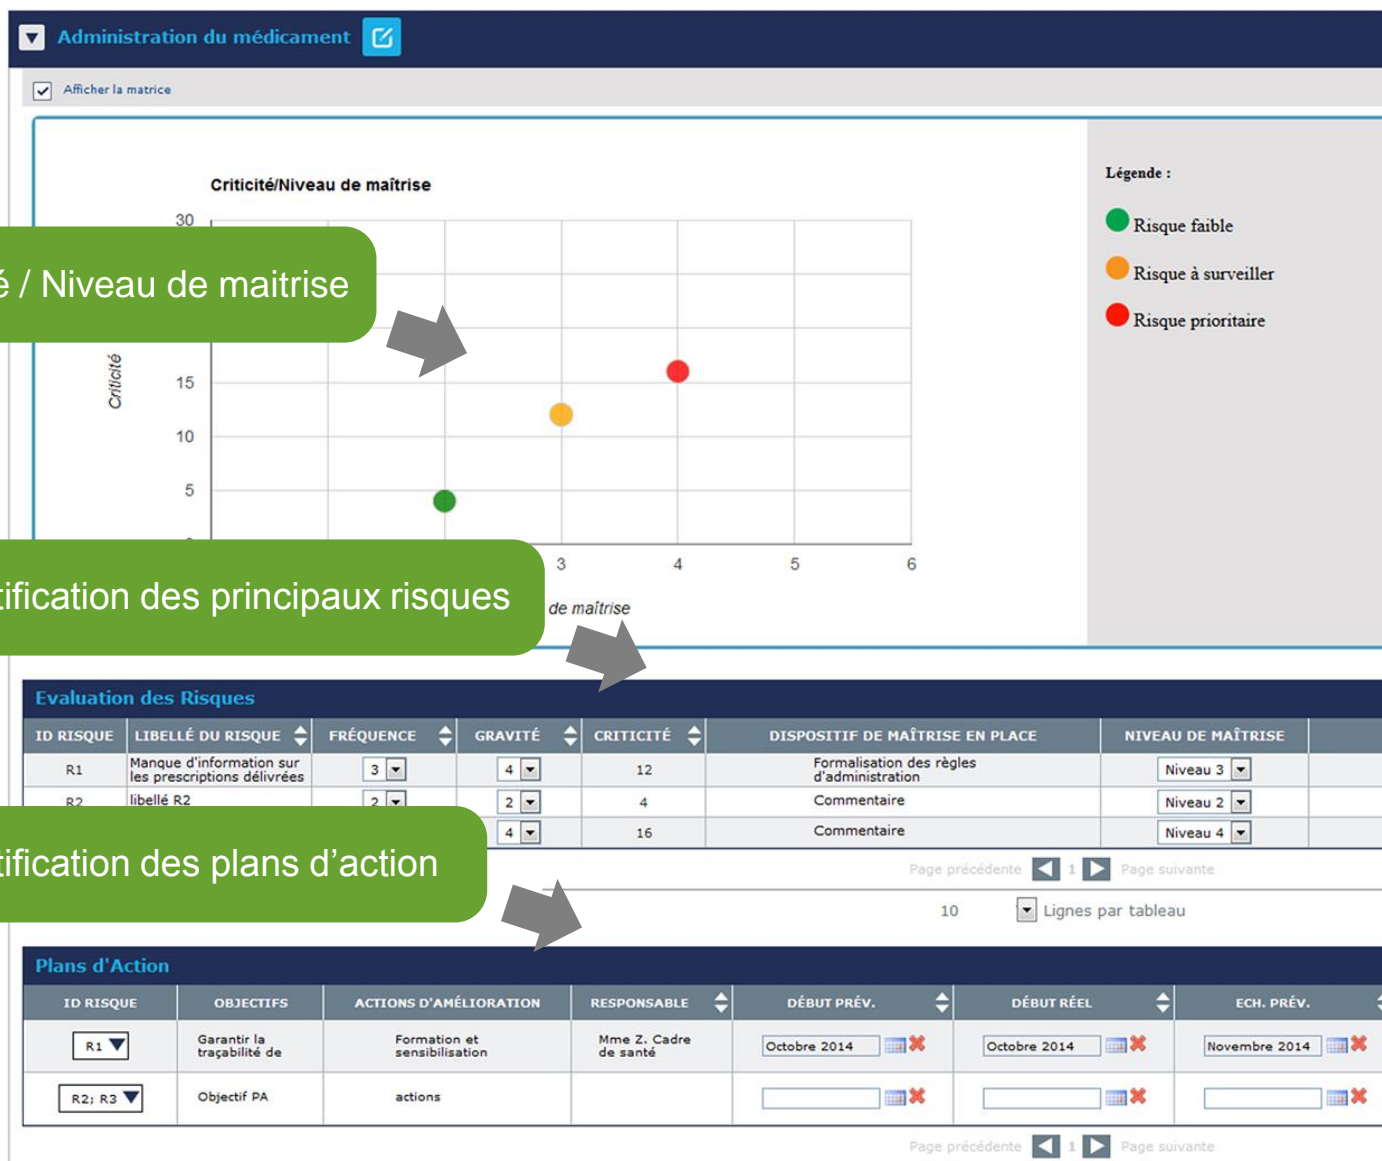 Administration du médicament
Afficher la matrice
Criticité/Niveau de maîtrise
Légende :
Risque faible
Risque à surveiller
Risque prioritaire
30
é / Niveau de maitrise
Criticité
15
10
5
3 4 5 6
de maîtrise
tification des principaux risques
Evaluation des Risques
ID RISQUE LIBELLÉ DU RISQUE FRÉQUENCE GRAVITÉ CRITICITÉ DISPOSITIF DE MAÎTRISE EN PLACE NIVEAU DE MAÎTRISE
R1 Manque d'information sur les prescriptions délivrées 3 4 12 Formalisation des règles d'administration Niveau 3
R2 libellé R2 2 2 4 Commentaire Niveau 2
4 16 Commentaire Niveau 4
tification des plans d'action
Page précédente 1 Page suivante
10 Lignes par tableau
Plans d'Action
ID RISQUE OBJECTIFS ACTIONS D'AMÉLIORATION RESPONSABLE DÉBUT PRÉV. DÉBUT RÉEL ECH. PRÉV.
R1 Garantir la traçabilité de Formation et sensibilisation Mme Z. Cadre de santé Octobre 2014 Octobre 2014 Novembre 2014
R2; R3 Objectif PA actions
Page précédente 1 Page suivante